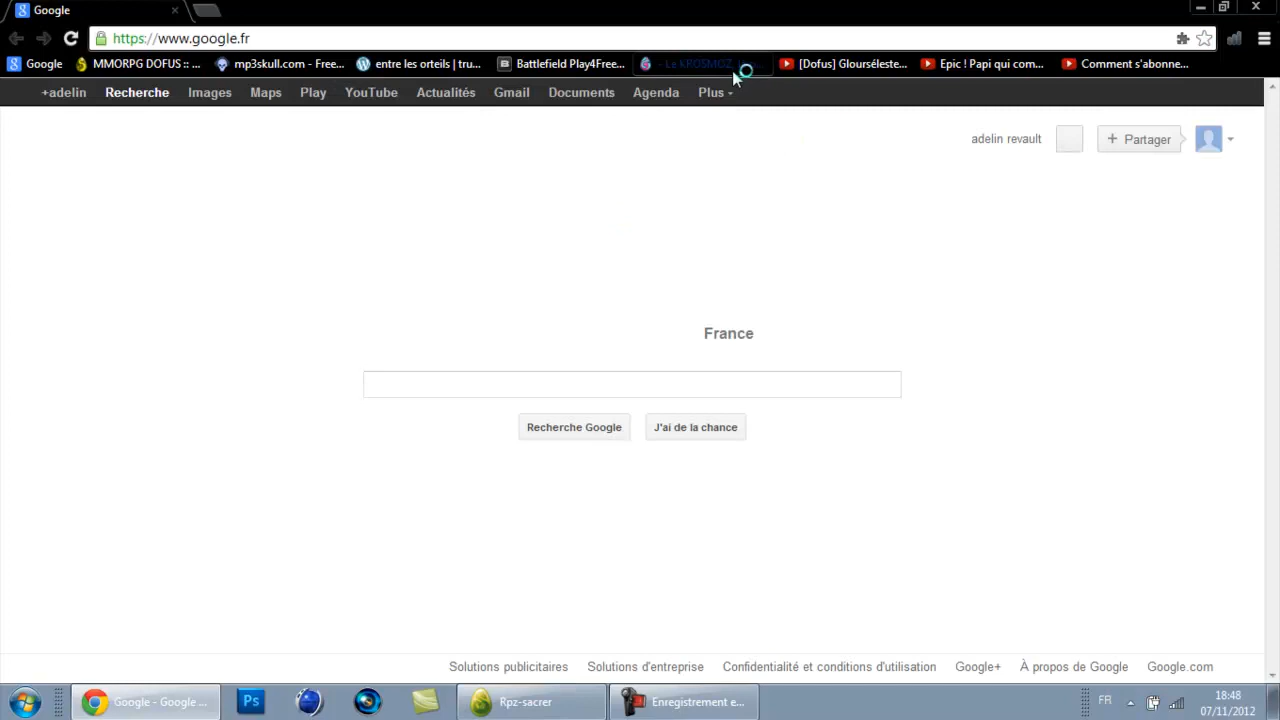 Google
https://www.google.fr
Google MMORPG DOFUS :: ... mp3skull.com - Free... entre les orteils | tru... Battlefield Play4Free... - Le KROSMOZ, [Dofus] Glourséleste... Epic ! Papi qui com... Comment s'abonne...
+adelin Recherche Images Maps Play YouTube Actualités Gmail Documents Agenda Plus
adelin revault + Partager
France
Recherche Google J'ai de la chance
Solutions publicitaires Solutions d'entreprise Confidentialité et conditions d'utilisation Google+ À propos de Google Google.com
Google - Google ... Ps Rpz-sacrer Enregistrement e... FR 18:48
07/11/2012